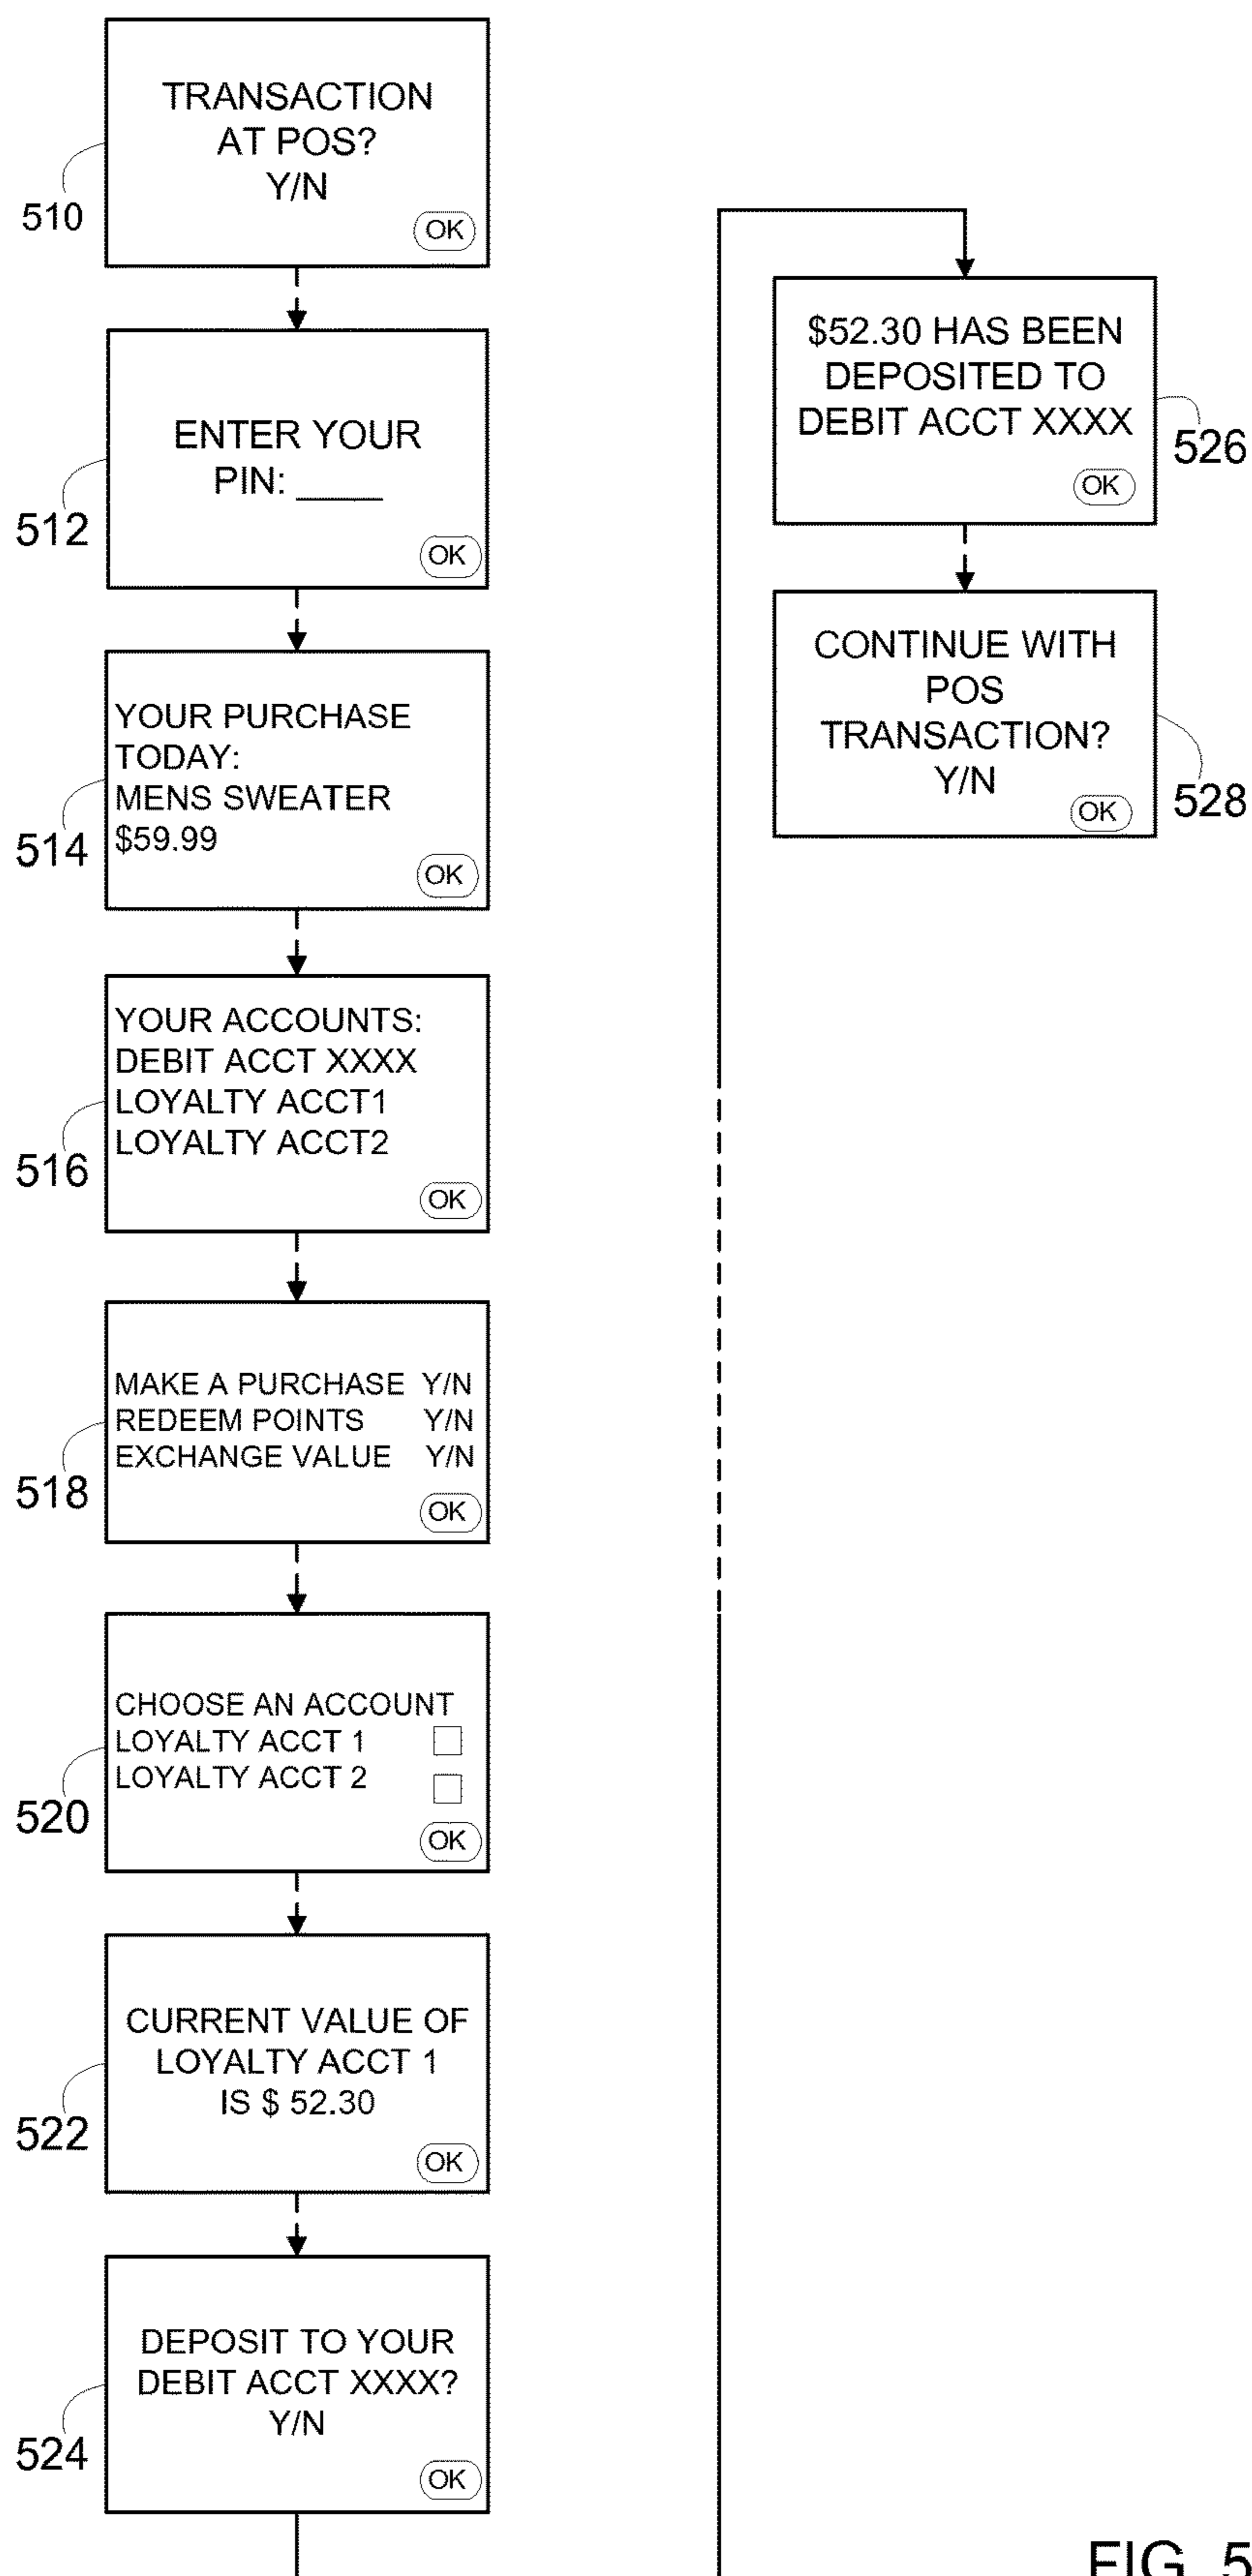 TRANSACTION
AT POS?
Y/N
OK
510
ENTER YOUR
PIN: _____
OK
512
YOUR PURCHASE
TODAY:
MENS SWEATER
$59.99
OK
514
YOUR ACCOUNTS:
DEBIT ACCT XXXX
LOYALTY ACCT1
LOYALTY ACCT2
OK
516
MAKE A PURCHASE Y/N
REDEEM POINTS Y/N
EXCHANGE VALUE Y/N
OK
518
CHOOSE AN ACCOUNT
LOYALTY ACCT 1
LOYALTY ACCT 2
OK
520
CURRENT VALUE OF
LOYALTY ACCT 1
IS $ 52.30
OK
522
DEPOSIT TO YOUR
DEBIT ACCT XXXX?
Y/N
OK
524
$52.30 HAS BEEN
DEPOSITED TO
DEBIT ACCT XXXX
OK
526
CONTINUE WITH
POS
TRANSACTION?
Y/N
OK
528
FIG. 5